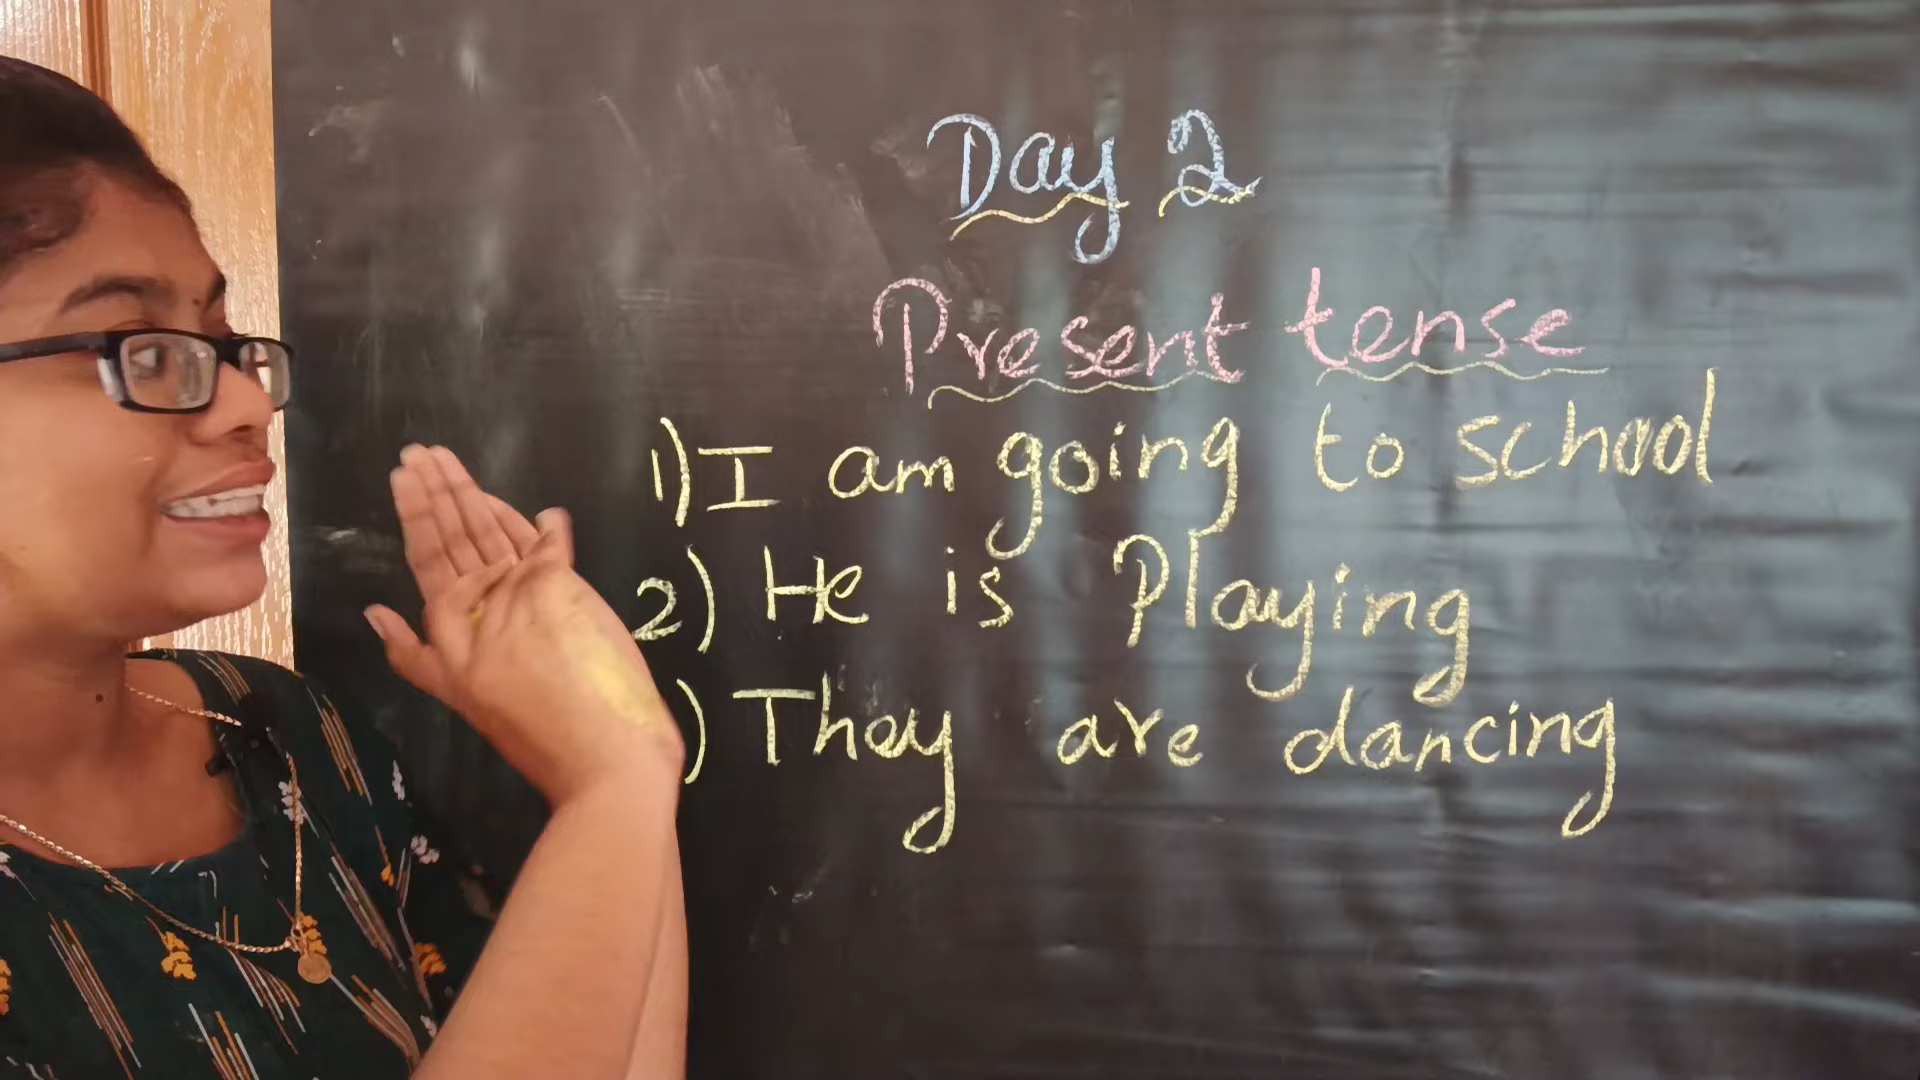 Day 2
Present tense
1) I am going to school
2) He is Playing
) They are dancing